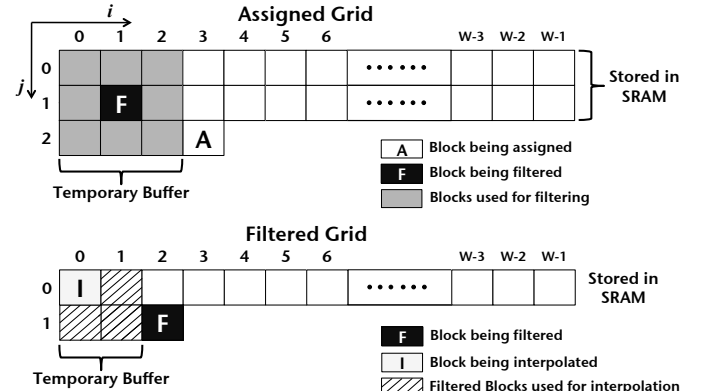 i
Assigned Grid
0 1 2 3 4 5 6 W-3 W-2 W-1
j
0 ......
1 F ......
2 A
Stored in
SRAM
Temporary Buffer
A Block being assigned
F Block being filtered
Blocks used for filtering
Filtered Grid
0 1 2 3 4 5 6 W-3 W-2 W-1
0 I ......
1 F
Stored in
SRAM
Temporary Buffer
F Block being filtered
I Block being interpolated
Filtered Blocks used for interpolation